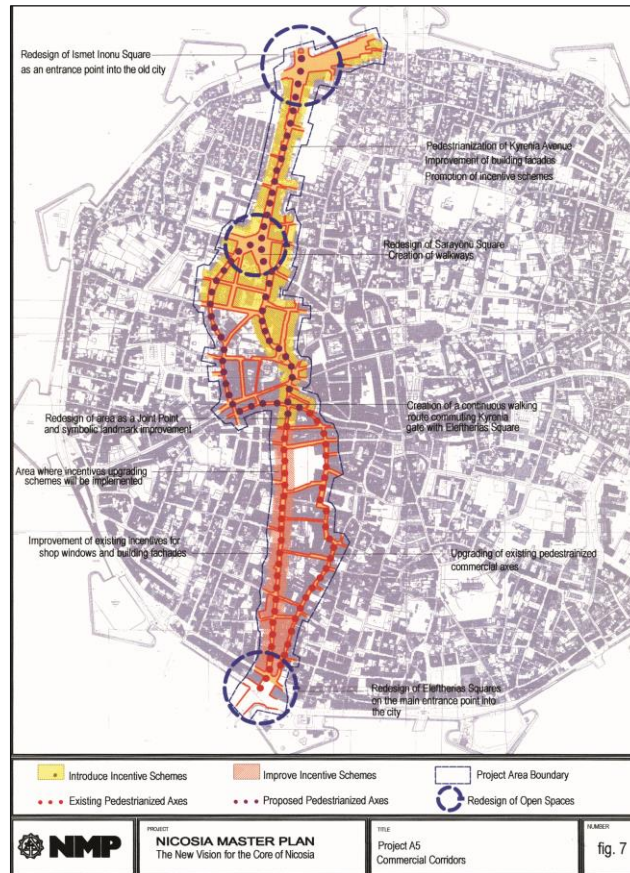 Redesign of Ismet Inonu Square
as an entrance point into the old city
Pedestrianization of Kyrenia Avenue
Improvement of building facades
Promotion of incentive schemes
Redesign of Sarayonu Square
Creation of walkways
Redesign of area as a Joint Point
and symbolic landmark improvement
Creation of a continuous walking
route commuting Kyronia
gate with Eleftherias Square
Area where incentives upgrading
schemes will be implemented
Improvement of existing incentives for
shop windows and building fachades
Upgrading of existing pedestrainized
commercial axes
Redesign of Eleftherias Squares
on the main entrance point into
the city
Introduce Incentive Schemes
Improve Incentive Schemes
Project Area Boundary
Existing Pedestrianized Axes
Proposed Pedestrianized Axes
Redesign of Open Spaces
NMP
PROJECT
NICOSIA MASTER PLAN
The New Vision for the Core of Nicosia
TITLE
Project A5
Commercial Corridors
NUMBER
fig. 7